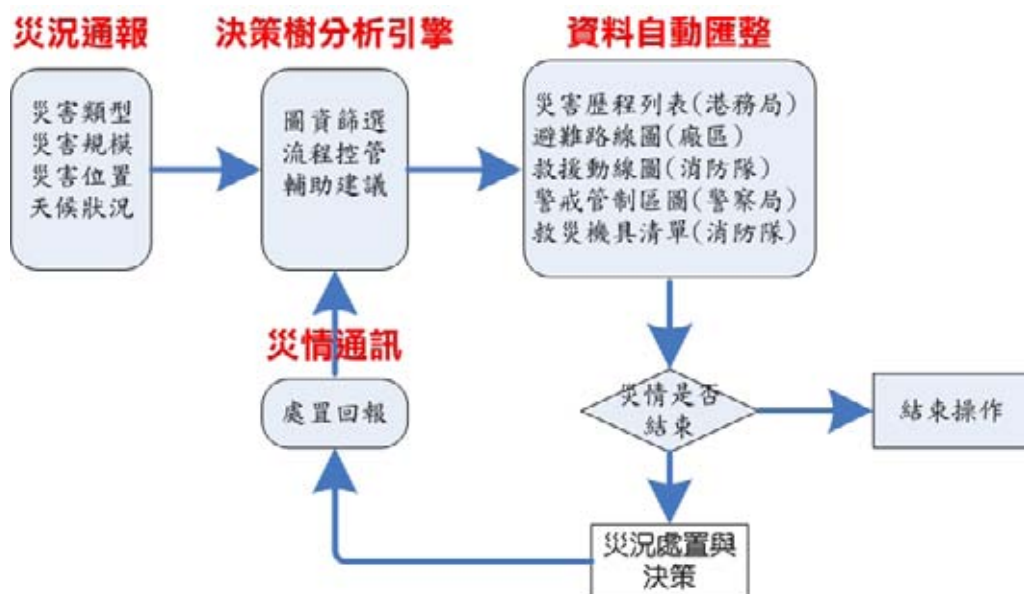 災況通報
決策樹分析引擎
資料自動匯整
災害類型
災害規模
災害位置
天候狀況
圖資篩選
流程控管
輔助建議
災害歷程列表(港務局)
避難路線圖(廠區)
救援動線圖(消防隊)
警戒管制區圖(警察局)
救災機具清單(消防隊)
災情通訊
處置回報
災情是否
結束
結束操作
災況處置與
決策